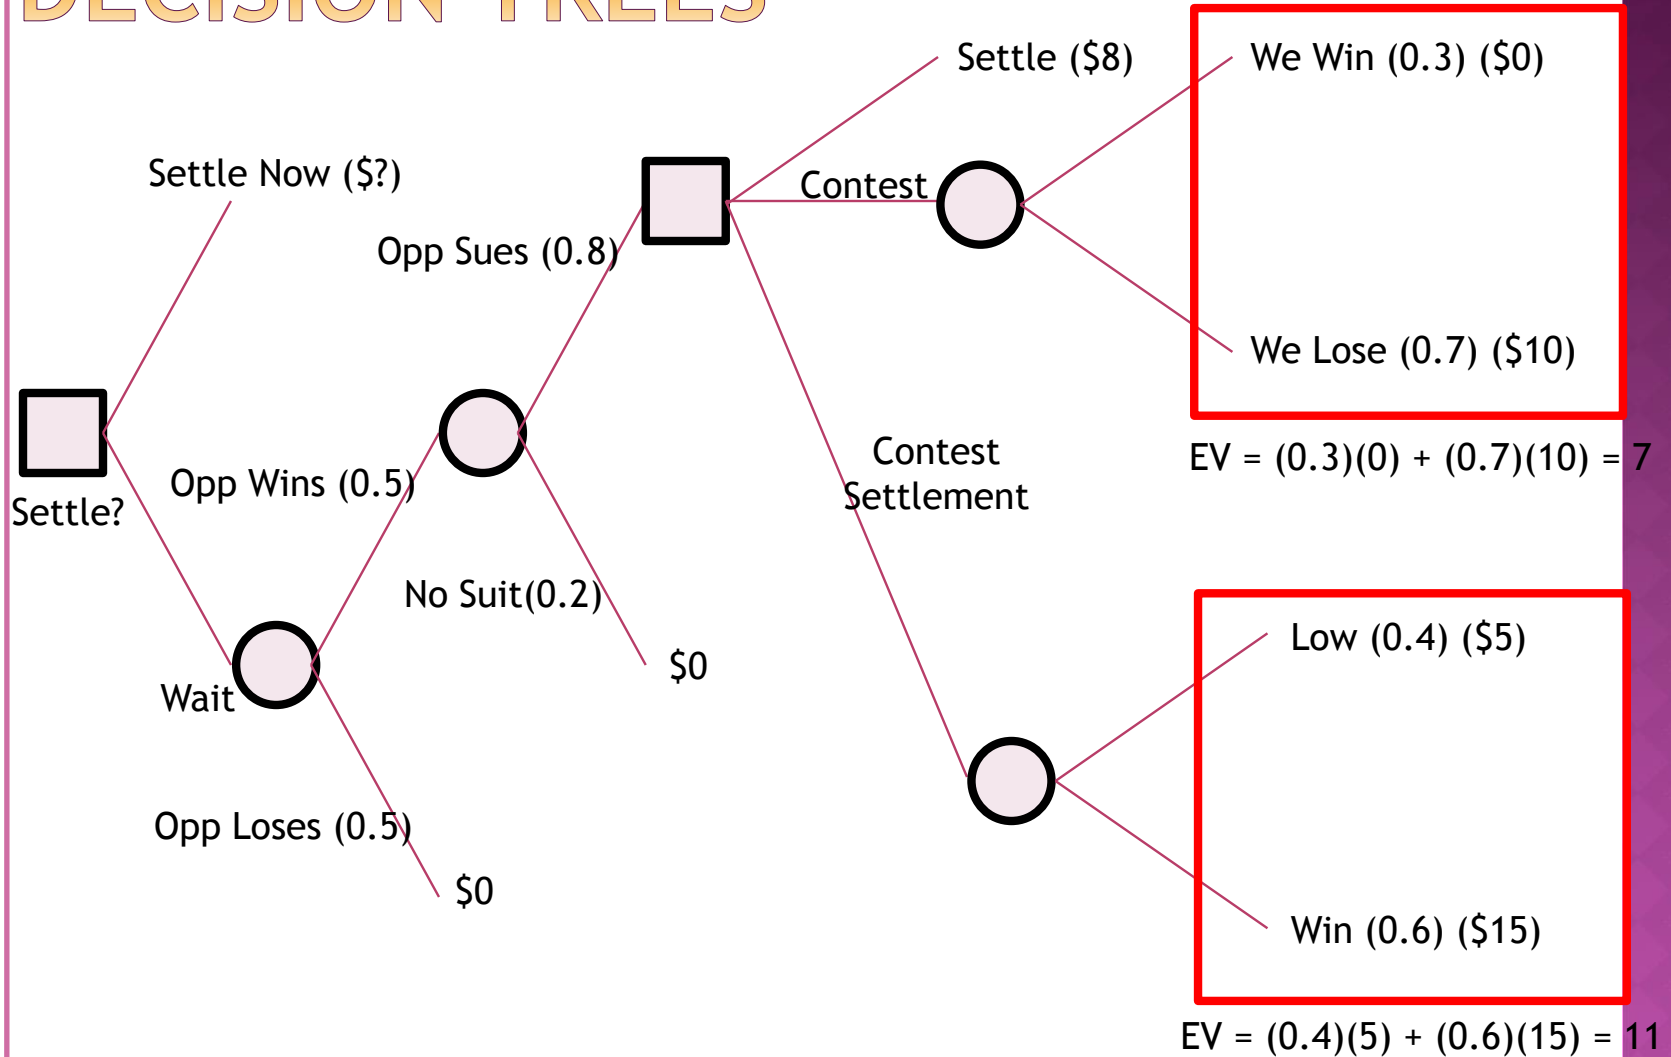 DECISION TREES
Settle ($8)
We Win (0.3) ($0)
Settle Now ($?)
Contest
Opp Sues (0.8)
We Lose (0.7) ($10)
Contest
Settlement
EV = (0.3)(0) + (0.7)(10) = 7
Opp Wins (0.5)
Settle?
No Suit(0.2)
$0
Low (0.4) ($5)
Wait
Opp Loses (0.5)
$0
Win (0.6) ($15)
EV = (0.4)(5) + (0.6)(15) = 11